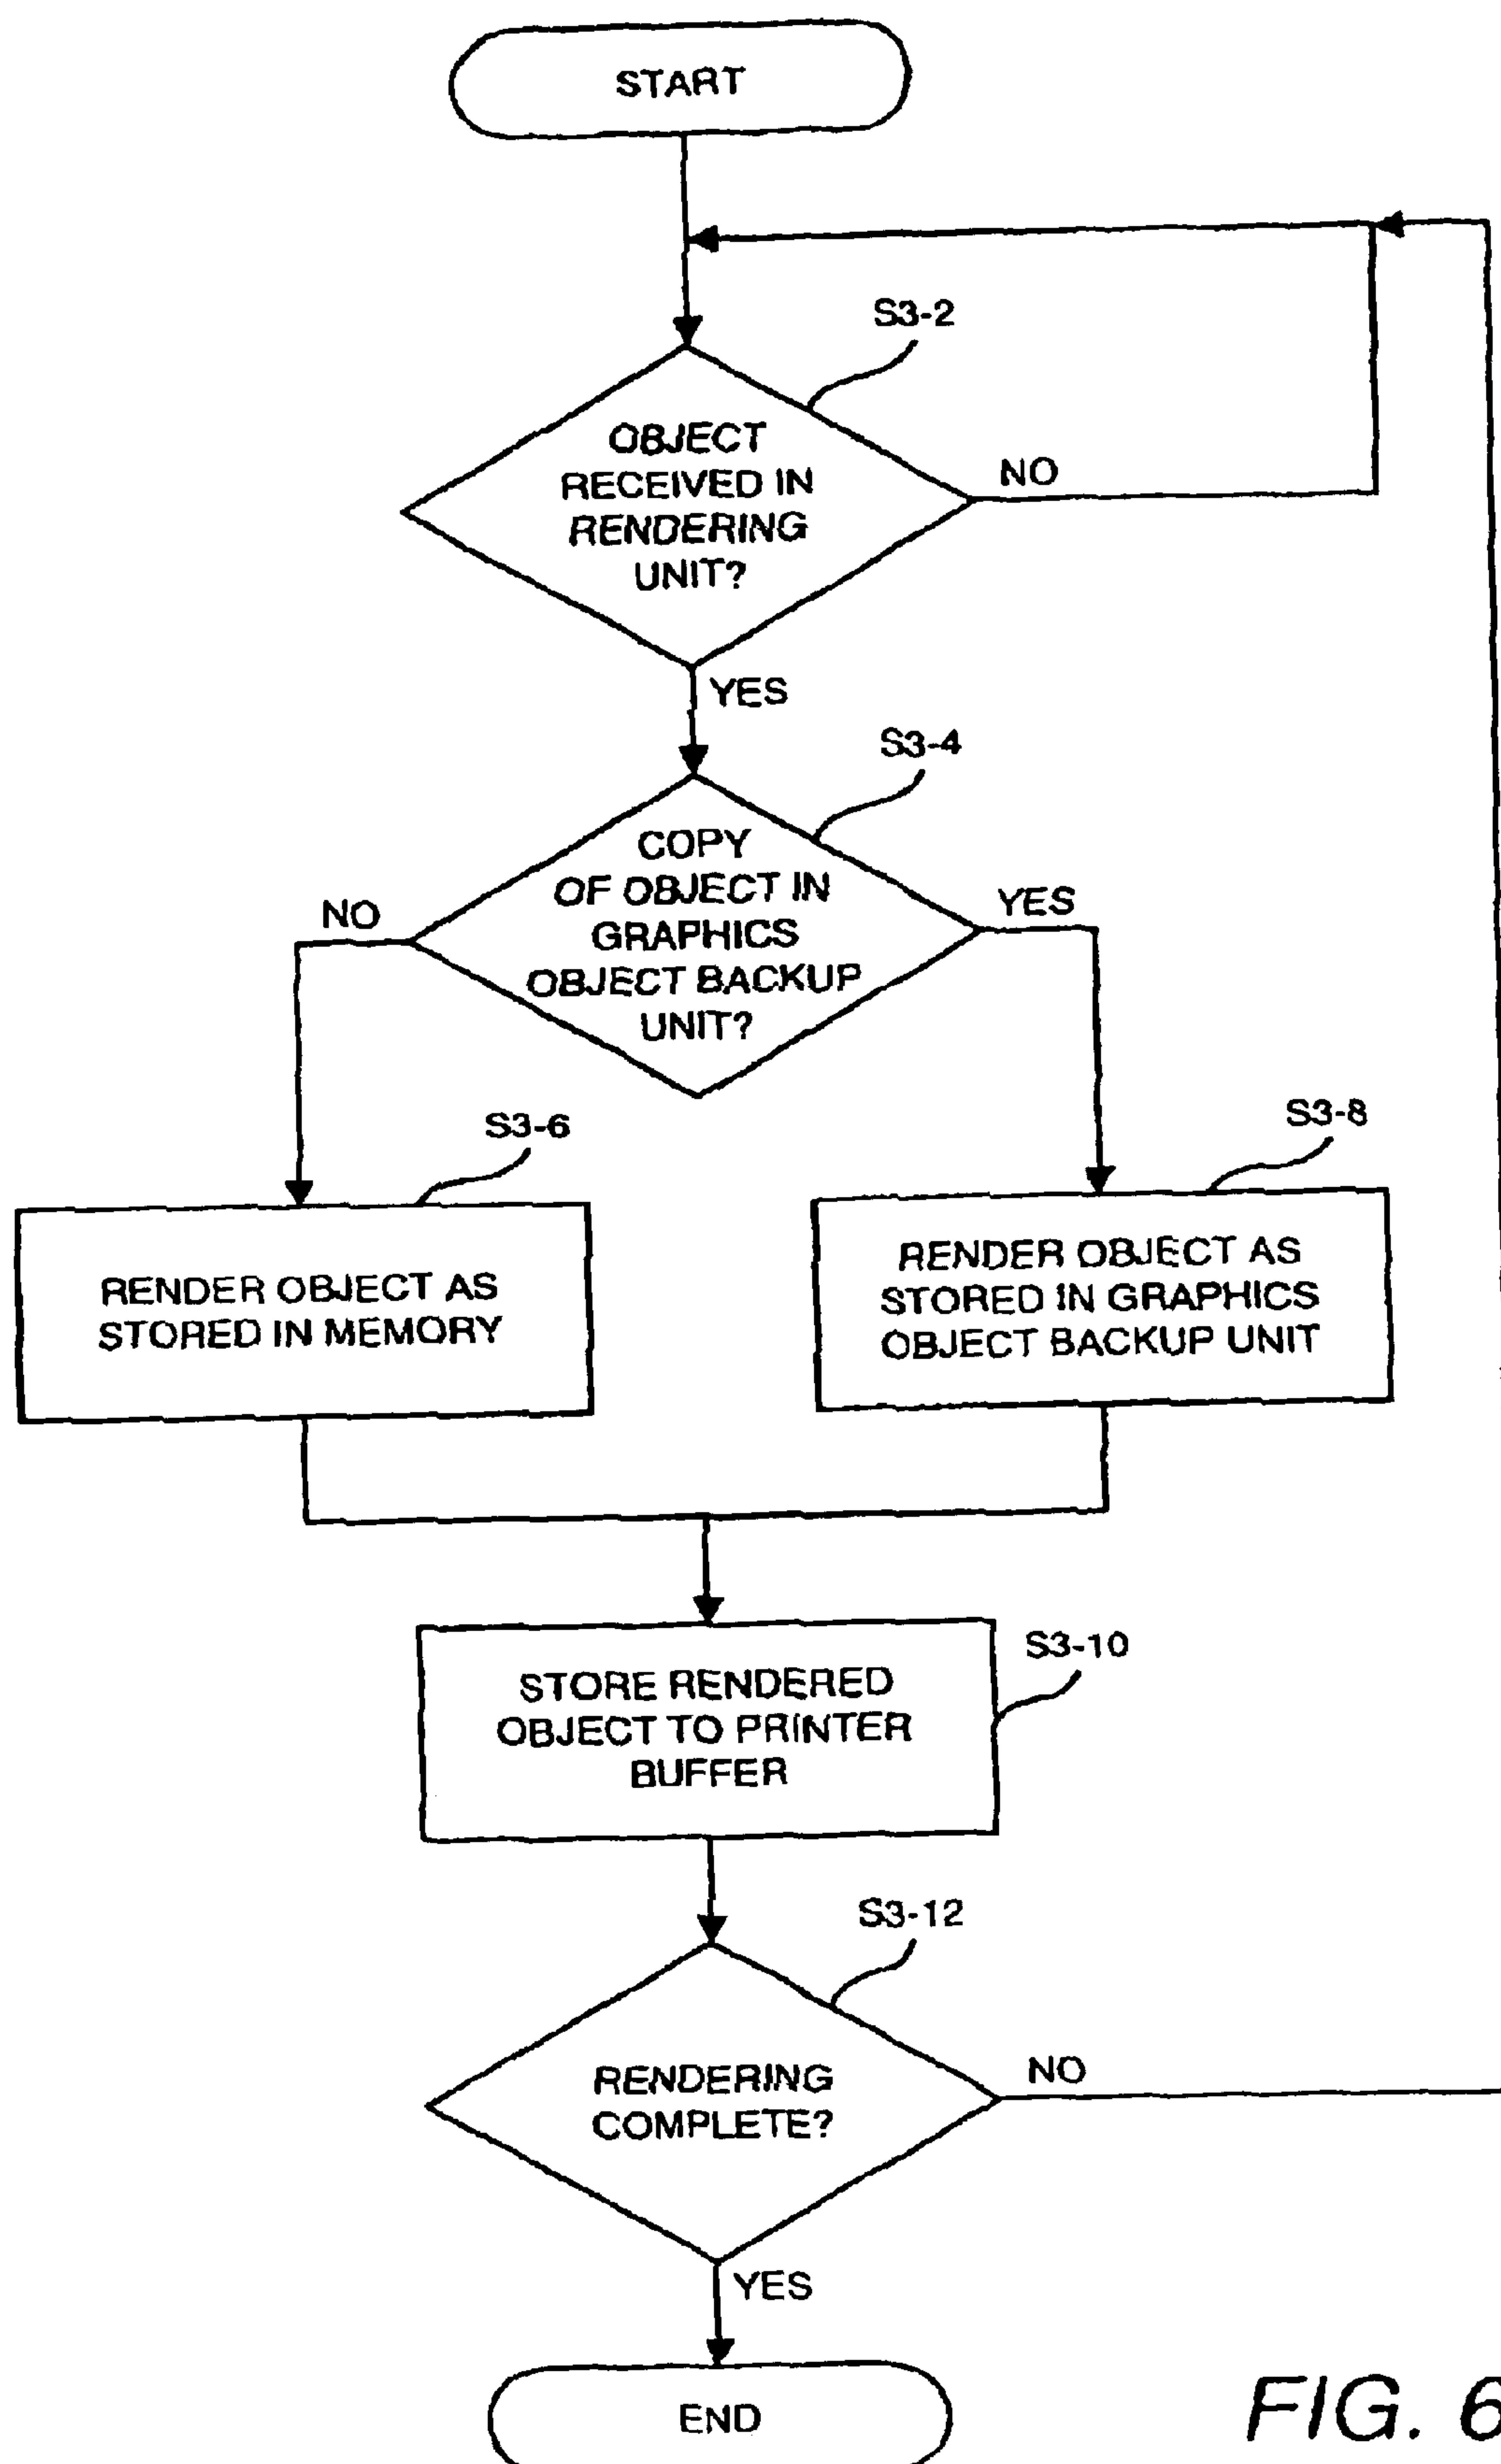 START
S3-2
OBJECT
RECEIVED IN
RENDERING
UNIT?
NO
YES
S3-4
COPY
OF OBJECT IN
GRAPHICS
OBJECT BACKUP
UNIT?
NO
YES
S3-6
S3-8
RENDER OBJECT AS
STORED IN MEMORY
RENDER OBJECT AS
STORED IN GRAPHICS
OBJECT BACKUP UNIT
S3-10
STORE RENDERED
OBJECT TO PRINTER
BUFFER
S3-12
RENDERING
COMPLETE?
NO
YES
END
FIG. 6